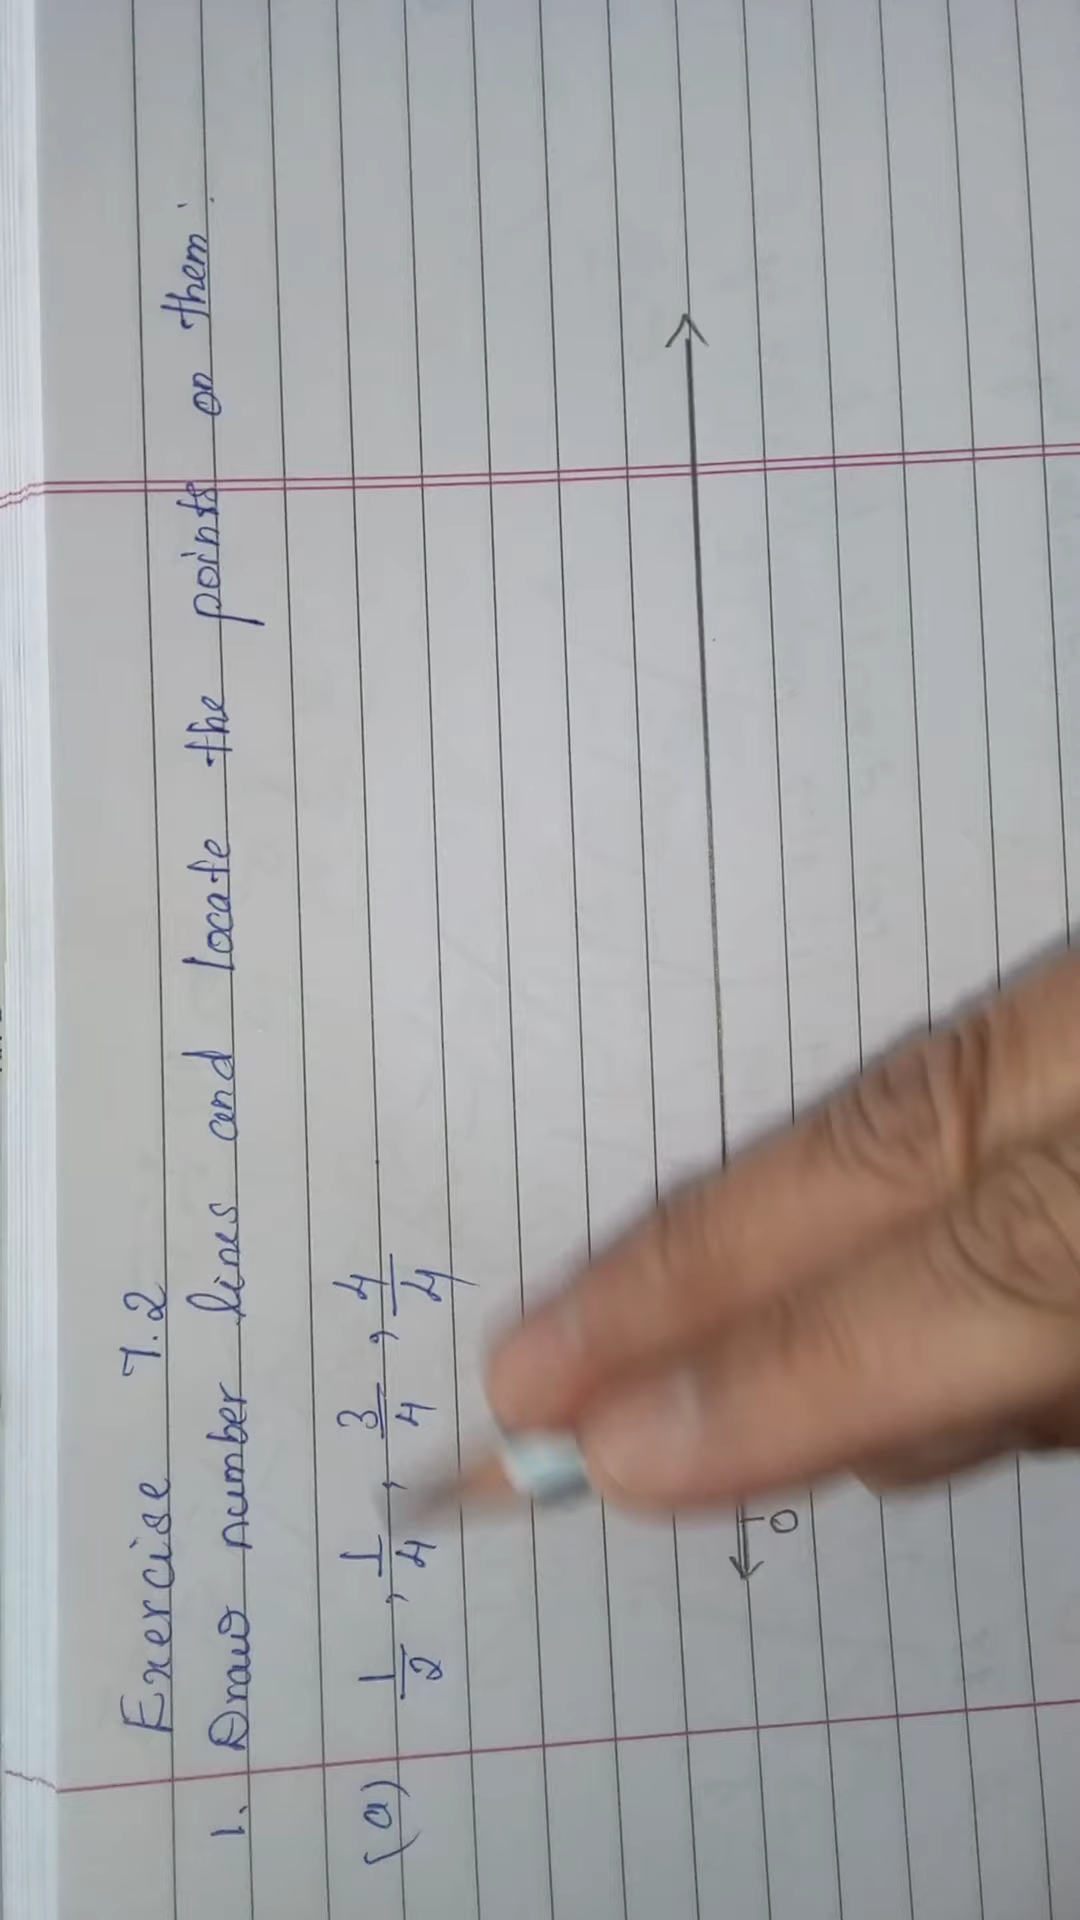 Exercise 7.2
1. Draw number lines and locate the points on them:
(a) 1/2, 1/4, 3/4, 4/4
0